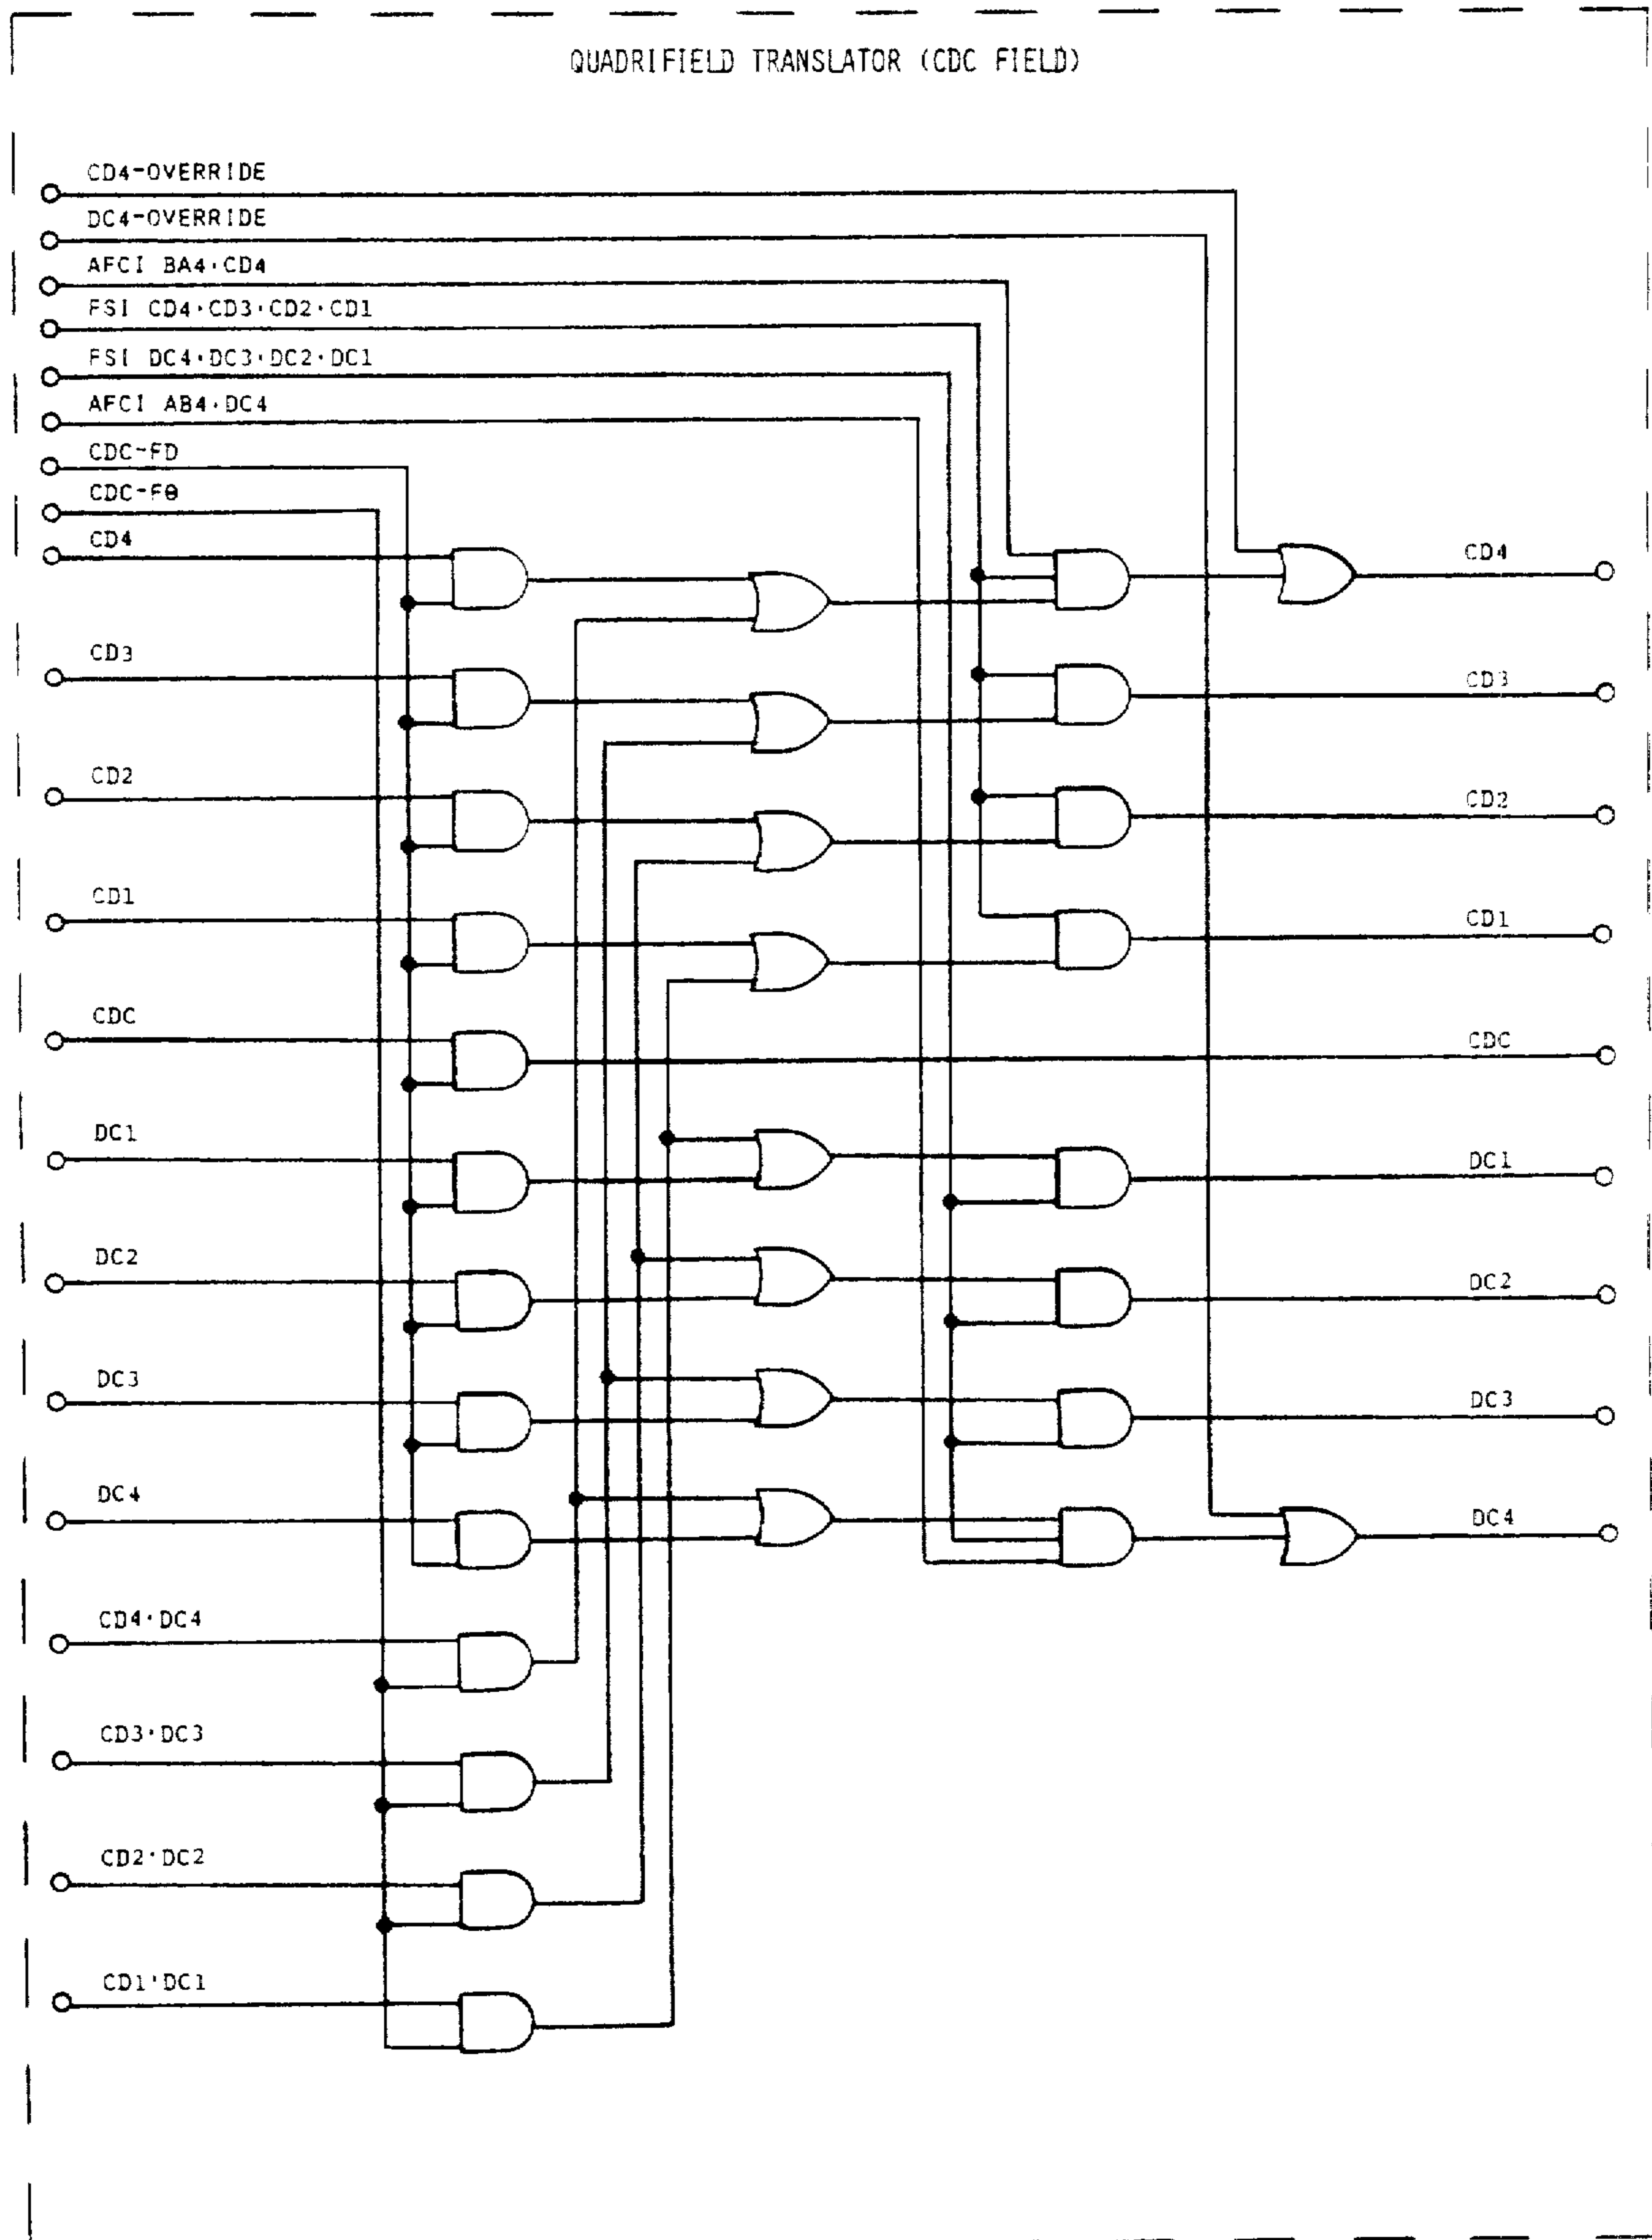 QUADRIFIELD TRANSLATOR (CDC FIELD)
CD4-OVERRIDE
DC4-OVERRIDE
AFCI BA4·CD4
FSI CD4·CD3·CD2·CD1
FSI DC4·DC3·DC2·DC1
AFCI AB4·DC4
CDC-FD
CDC-Fθ
CD4
CD4
CD3
CD3
CD2
CD2
CD1
CD1
CDC
CDC
DC1
DC1
DC2
DC2
DC3
DC3
DC4
DC4
CD4·DC4
CD3·DC3
CD2·DC2
CD1·DC1